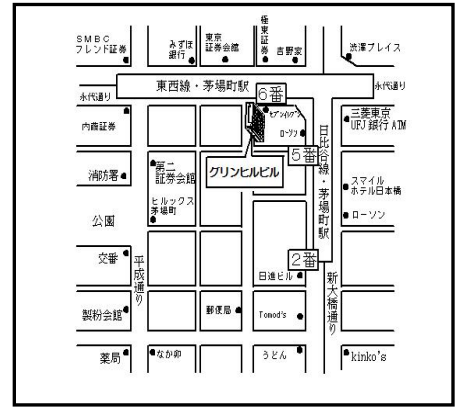 SMBC
フレンド証券
みずほ
銀行
東京
証券会館
極東証券
吉野家
渋澤プレイス
永代通り
東西線・茅場町駅
6番
永代通り
内藤証券
セブンイレブン
ローソン
三菱東京
UFJ銀行ATM
日比谷線・茅場町駅
5番
消防署
第二
証券会館
グリンヒルビル
スマイル
ホテル日本橋
ヒルックス
茅場町
ローソン
公園
交番
平成通り
2番
日進ビル
新大橋通り
製粉会館
郵便局
Tomod's
薬局
なか卯
うどん
kinko's